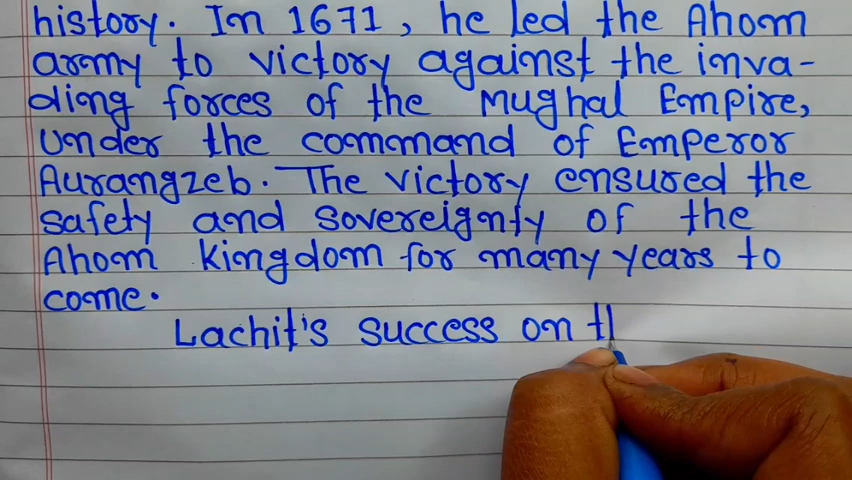 history. In 1671, he led the Ahom
army to victory against the inva-
ding forces of the Mughal Empire,
under the command of Emperor
Aurangzeb. The victory ensured the
safety and sovereignty of the
Ahom kingdom for many years to
come.
Lachit's success on